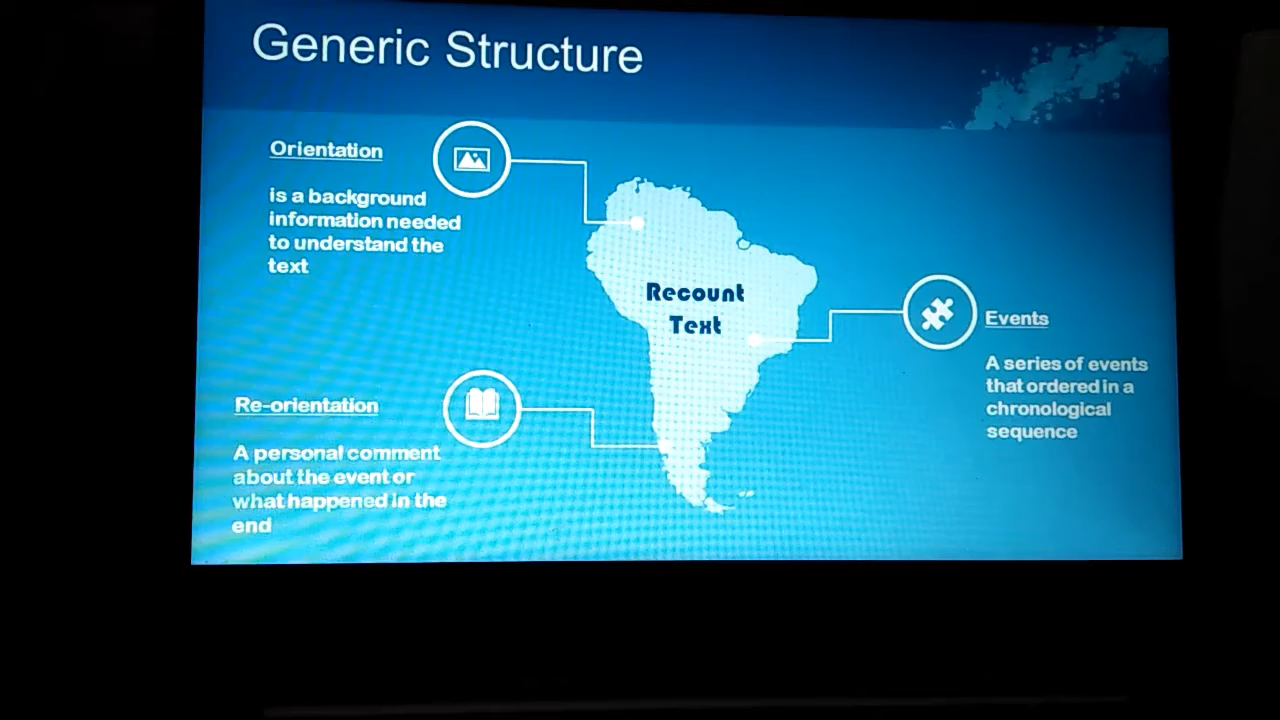 Generic Structure
Orientation
is a background
information needed
to understand the
text
Recount
Text
Events
A series of events
that ordered in a
chronological
sequence
Re-orientation
A personal comment
about the event or
what happened in the
end